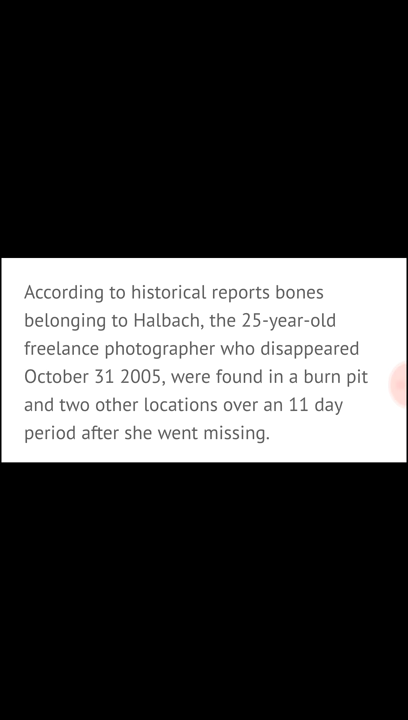 According to historical reports bones
belonging to Halbach, the 25-year-old
freelance photographer who disappeared
October 31 2005, were found in a burn pit
and two other locations over an 11 day
period after she went missing.